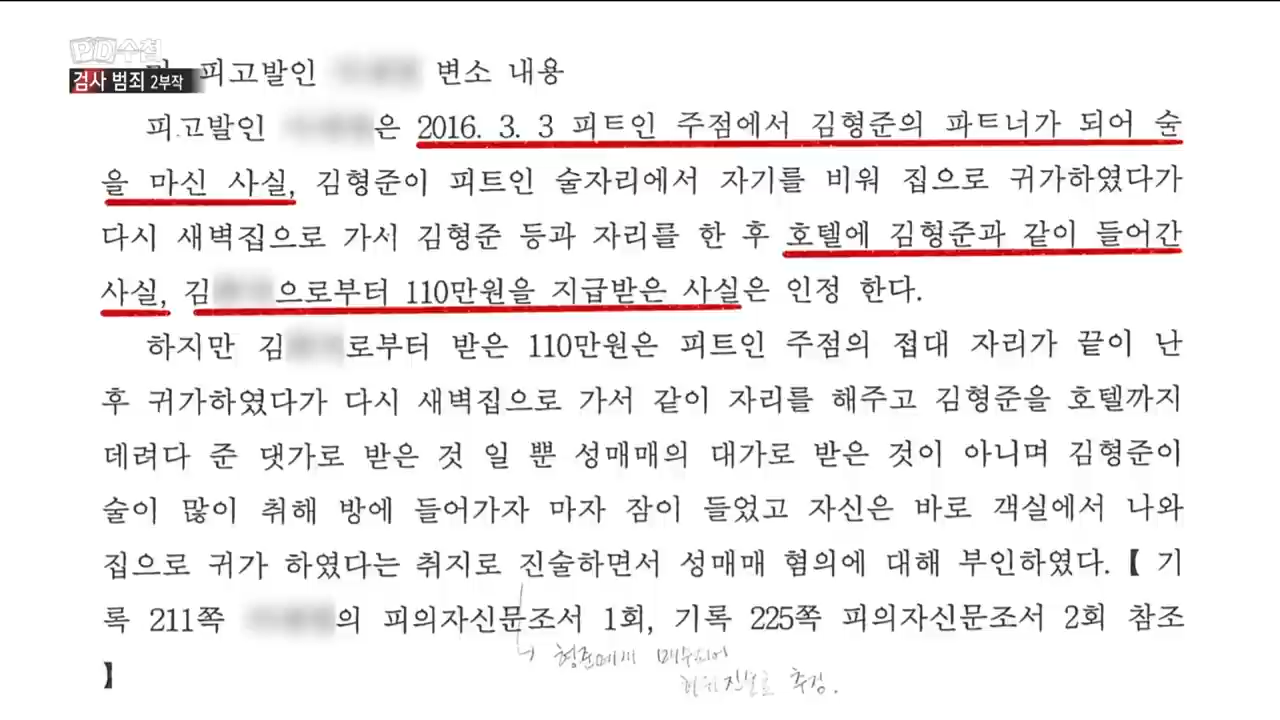 PD수첩
검사 범죄 2부작
피고발인 변소 내용
피고발인 은 2016. 3. 3 피트인 주점에서 김형준의 파트너가 되어 술
을 마신 사실, 김형준이 피트인 술자리에서 자기를 비워 집으로 귀가하였다가
다시 새벽집으로 가서 김형준 등과 자리를 한 후 호텔에 김형준과 같이 들어간
사실, 김 으로부터 110만원을 지급받은 사실은 인정 한다.
하지만 김 로부터 받은 110만원은 피트인 주점의 접대 자리가 끝이 난
후 귀가하였다가 다시 새벽집으로 가서 같이 자리를 해주고 김형준을 호텔까지
데려다 준 댓가로 받은 것 일 뿐 성매매의 대가로 받은 것이 아니며 김형준이
술이 많이 취해 방에 들어가자 마자 잠이 들었고 자신은 바로 객실에서 나와
집으로 귀가 하였다는 취지로 진술하면서 성매매 혐의에 대해 부인하였다.【 기
록 211쪽 의 피의자신문조서 1회, 기록 225쪽 피의자신문조서 2회 참조
】
형준에게
추정.